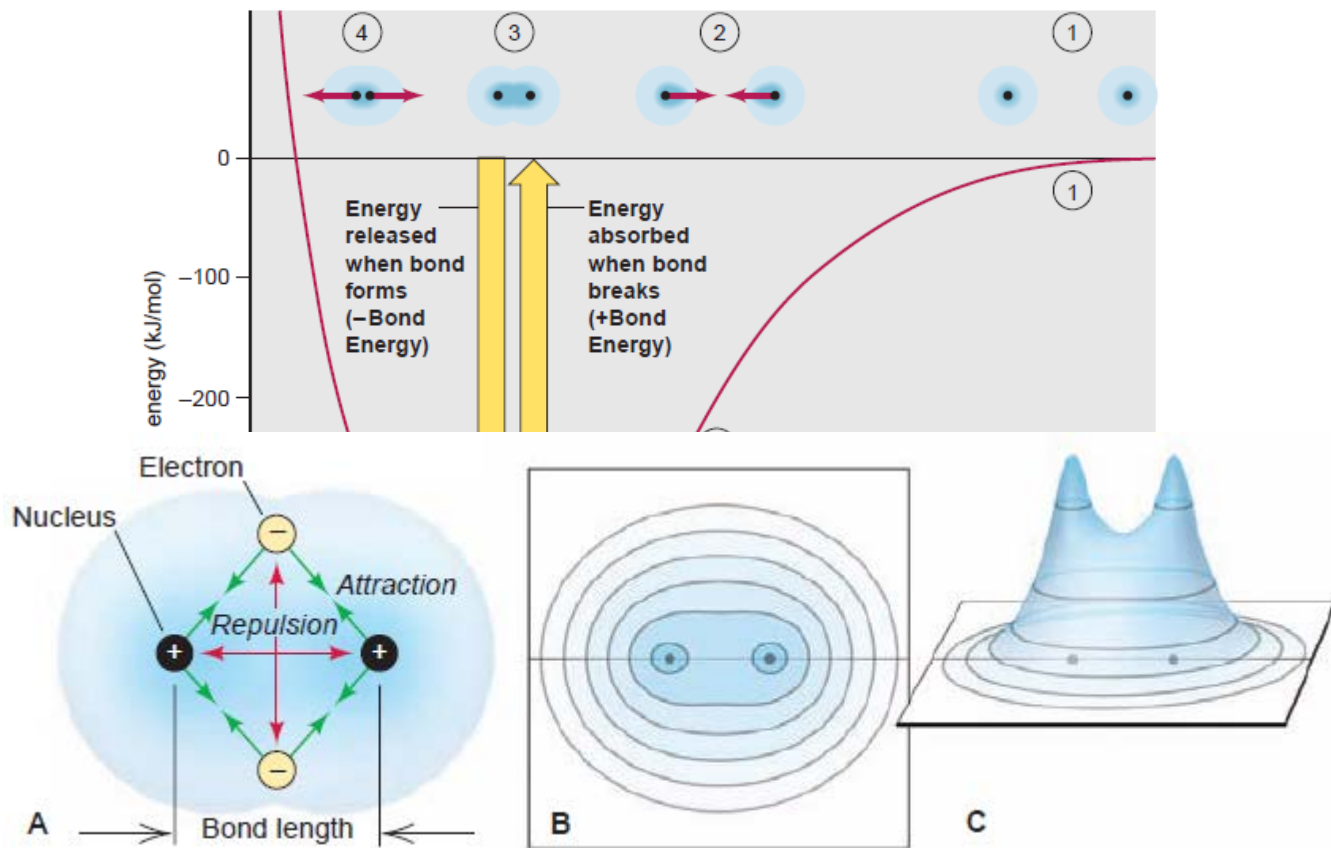 4
3
2
1
0
1
Energy
released
when bond
forms
(–Bond
Energy)
Energy
absorbed
when bond
breaks
(+Bond
Energy)
–100
–200
energy (kJ/mol)
Electron
Nucleus
–
Attraction
Repulsion
+
+
–
A
Bond length
B
C